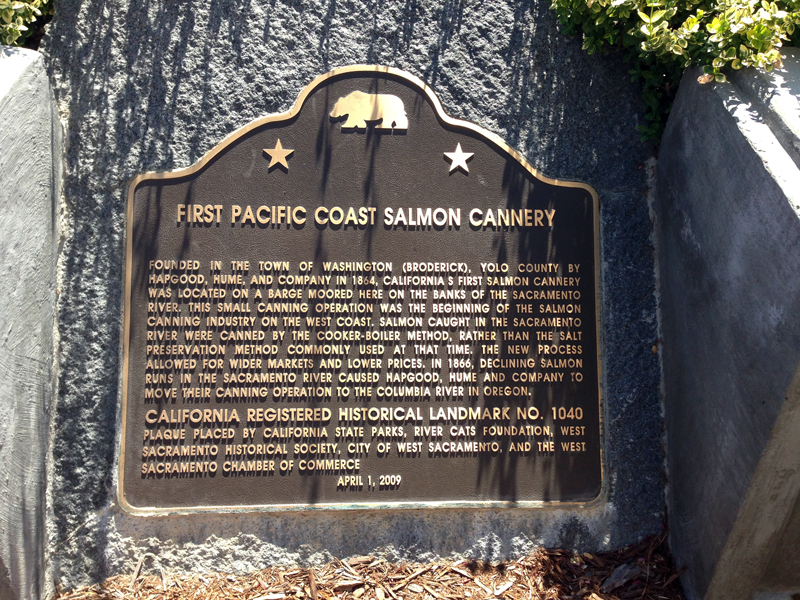 FIRST PACIFIC COAST SALMON CANNERY
FOUNDED IN THE TOWN OF WASHINGTON (BRODERICK), YOLO COUNTY BY
HAPGOOD, HUME, AND COMPANY IN 1864, CALIFORNIA S FIRST SALMON CANNERY
WAS LOCATED ON A BARGE MOORED HERE ON THE BANKS OF THE SACRAMENTO
RIVER. THIS SMALL CANNING OPERATION WAS THE BEGINNING OF THE SALMON
CANNING INDUSTRY ON THE WEST COAST. SALMON CAUGHT IN THE SACRAMENTO
RIVER WERE CANNED BY THE COOKER-BOILER METHOD, RATHER THAN THE SALT
PRESERVATION METHOD COMMONLY USED AT THAT TIME. THE NEW PROCESS
ALLOWED FOR WIDER MARKETS AND LOWER PRICES. IN 1866, DECLINING SALMON
RUNS IN THE SACRAMENTO RIVER CAUSED HAPGOOD, HUME AND COMPANY TO
MOVE THEIR CANNING OPERATION TO THE COLUMBIA RIVER IN OREGON.
CALIFORNIA REGISTERED HISTORICAL LANDMARK NO. 1040
PLAQUE PLACED BY CALIFORNIA STATE PARKS, RIVER CATS FOUNDATION, WEST
SACRAMENTO HISTORICAL SOCIETY, CITY OF WEST SACRAMENTO, AND THE WEST
SACRAMENTO CHAMBER OF COMMERCE
APRIL 1, 2009